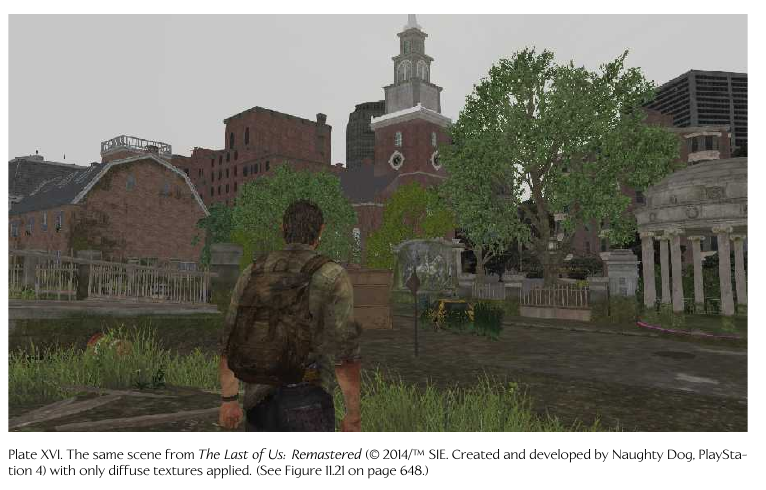 Plate XVI. The same scene from The Last of Us: Remastered (© 2014/™ SIE. Created and developed by Naughty Dog, PlaySta-
tion 4) with only diffuse textures applied. (See Figure 11.21 on page 648.)